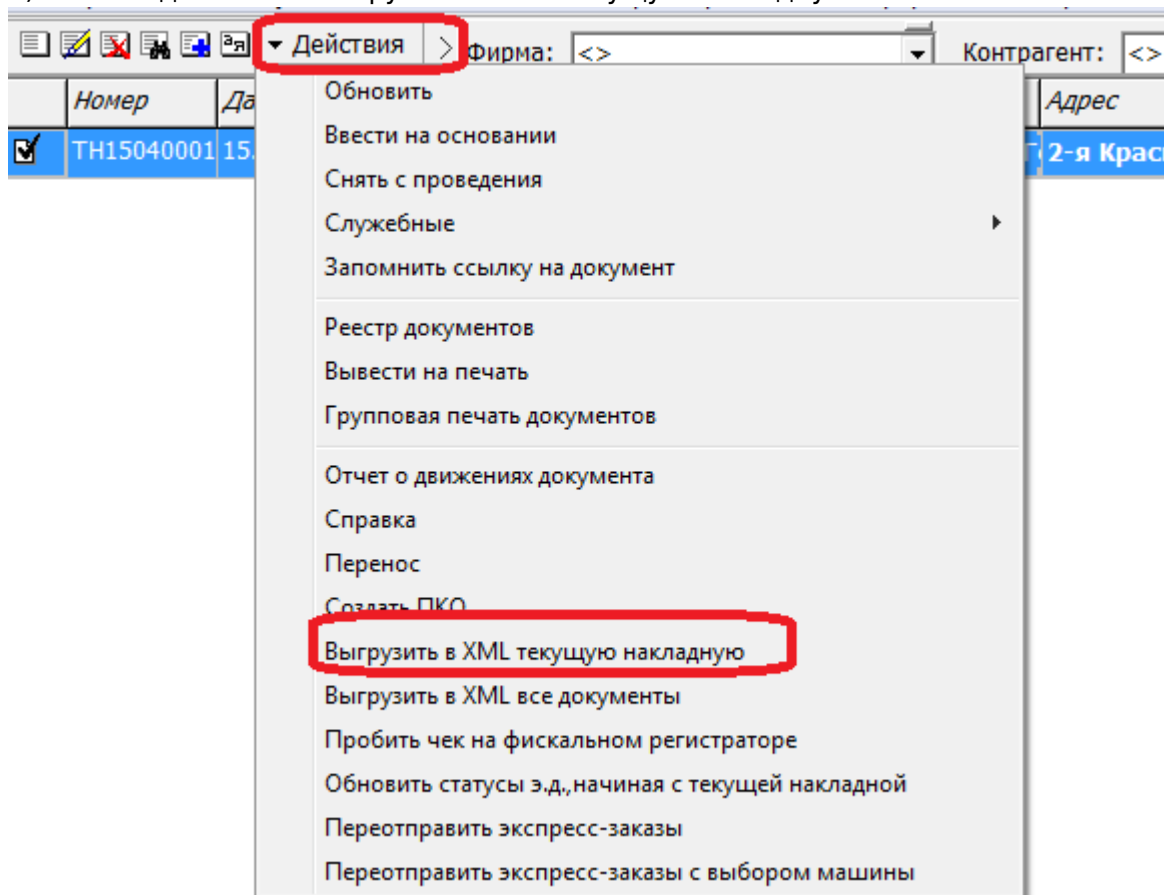 Действия Фирма: <> Контрагент: <>
Номер Адрес
ТН15040001 15. 2-я
Обновить
Ввести на основании
Снять с проведения
Служебные
Запомнить ссылку на документ
Реестр документов
Вывести на печать
Групповая печать документов
Отчет о движениях документа
Справка
Перенос
Создать ПКО
Выгрузить в XML текущую накладную
Выгрузить в XML все документы
Пробить чек на фискальном регистраторе
Обновить статусы э.д.,начиная с текущей накладной
Переотправить экспресс-заказы
Переотправить экспресс-заказы с выбором машины